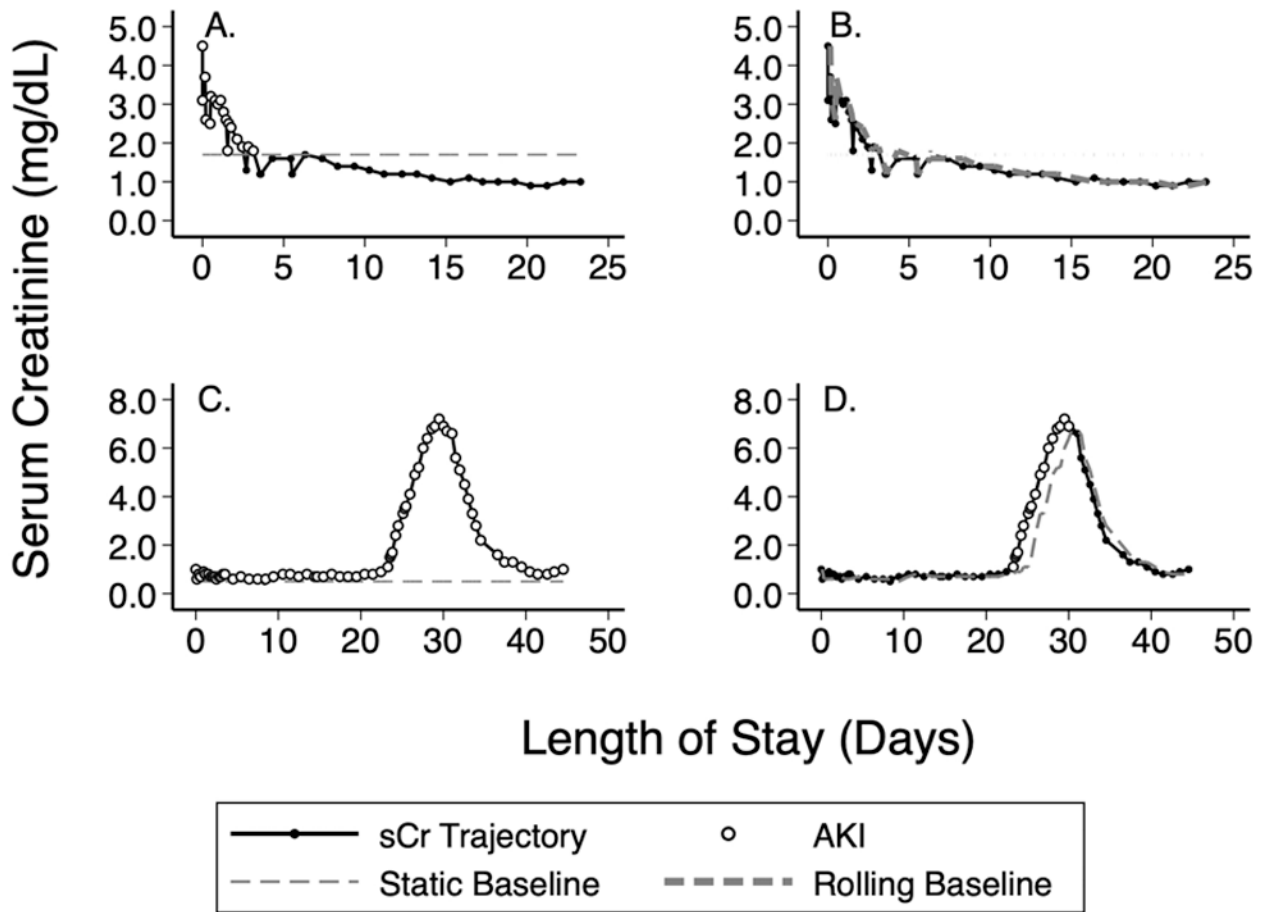 Serum Creatinine (mg/dL)
A.
5.0
4.0
3.0
2.0
1.0
0.0
0 5 10 15 20 25
B.
5.0
4.0
3.0
2.0
1.0
0.0
0 5 10 15 20 25
C.
8.0
6.0
4.0
2.0
0.0
0 10 20 30 40 50
D.
8.0
6.0
4.0
2.0
0.0
0 10 20 30 40 50
Length of Stay (Days)
sCr Trajectory
AKI
Static Baseline
Rolling Baseline